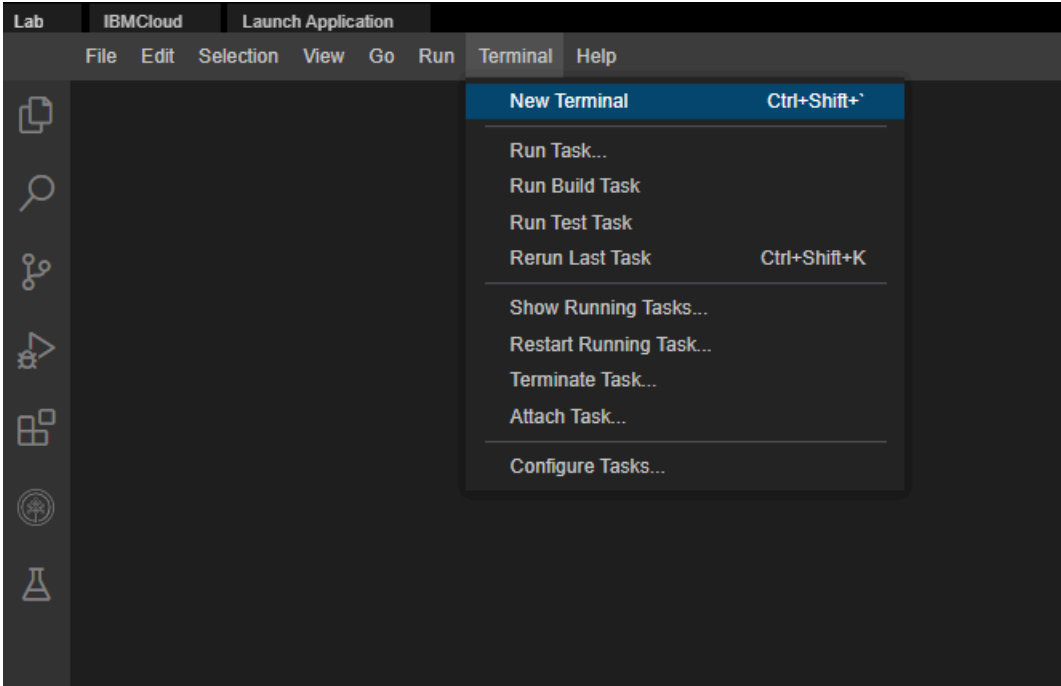 Lab IBMCloud Launch Application
File Edit Selection View Go Run Terminal Help
New Terminal Ctrl+Shift+`
Run Task...
Run Build Task
Run Test Task
Rerun Last Task Ctrl+Shift+K
Show Running Tasks...
Restart Running Task...
Terminate Task...
Attach Task...
Configure Tasks...